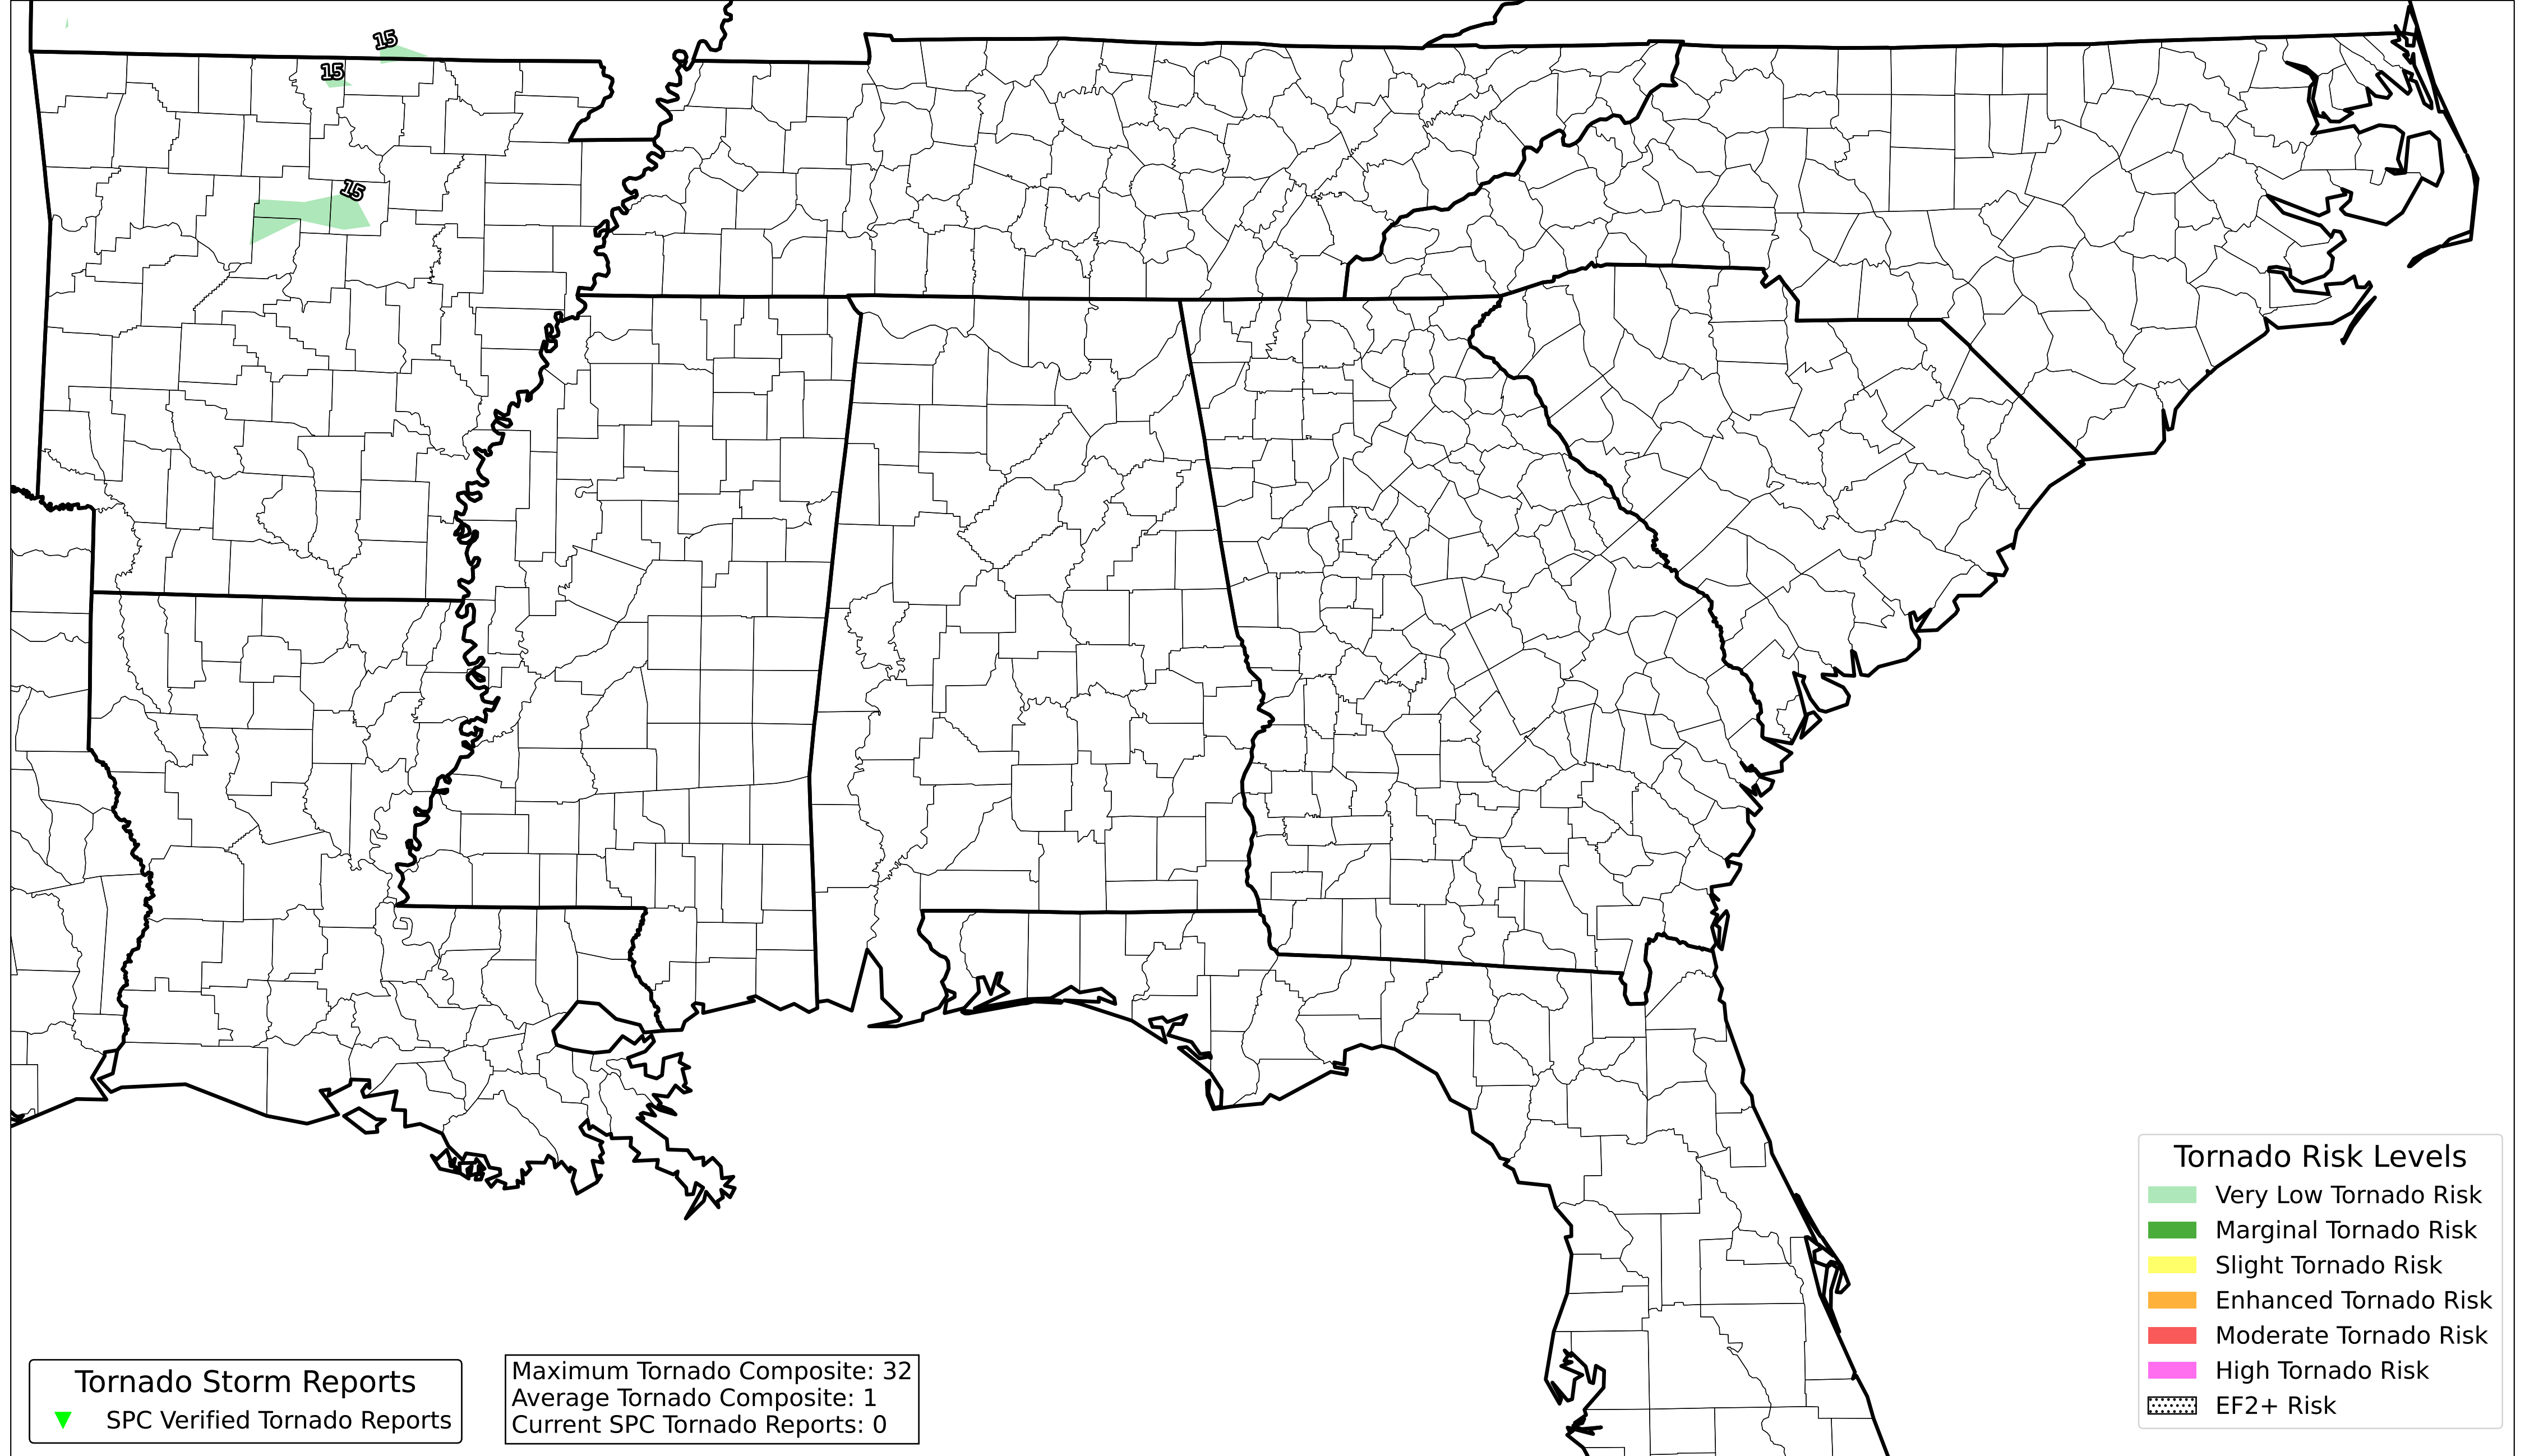 15
15
15
Tornado Risk Levels
Very Low Tornado Risk
Marginal Tornado Risk
Slight Tornado Risk
Enhanced Tornado Risk
Moderate Tornado Risk
High Tornado Risk
EF2+ Risk
Tornado Storm Reports
SPC Verified Tornado Reports
Maximum Tornado Composite: 32
Average Tornado Composite: 1
Current SPC Tornado Reports: 0